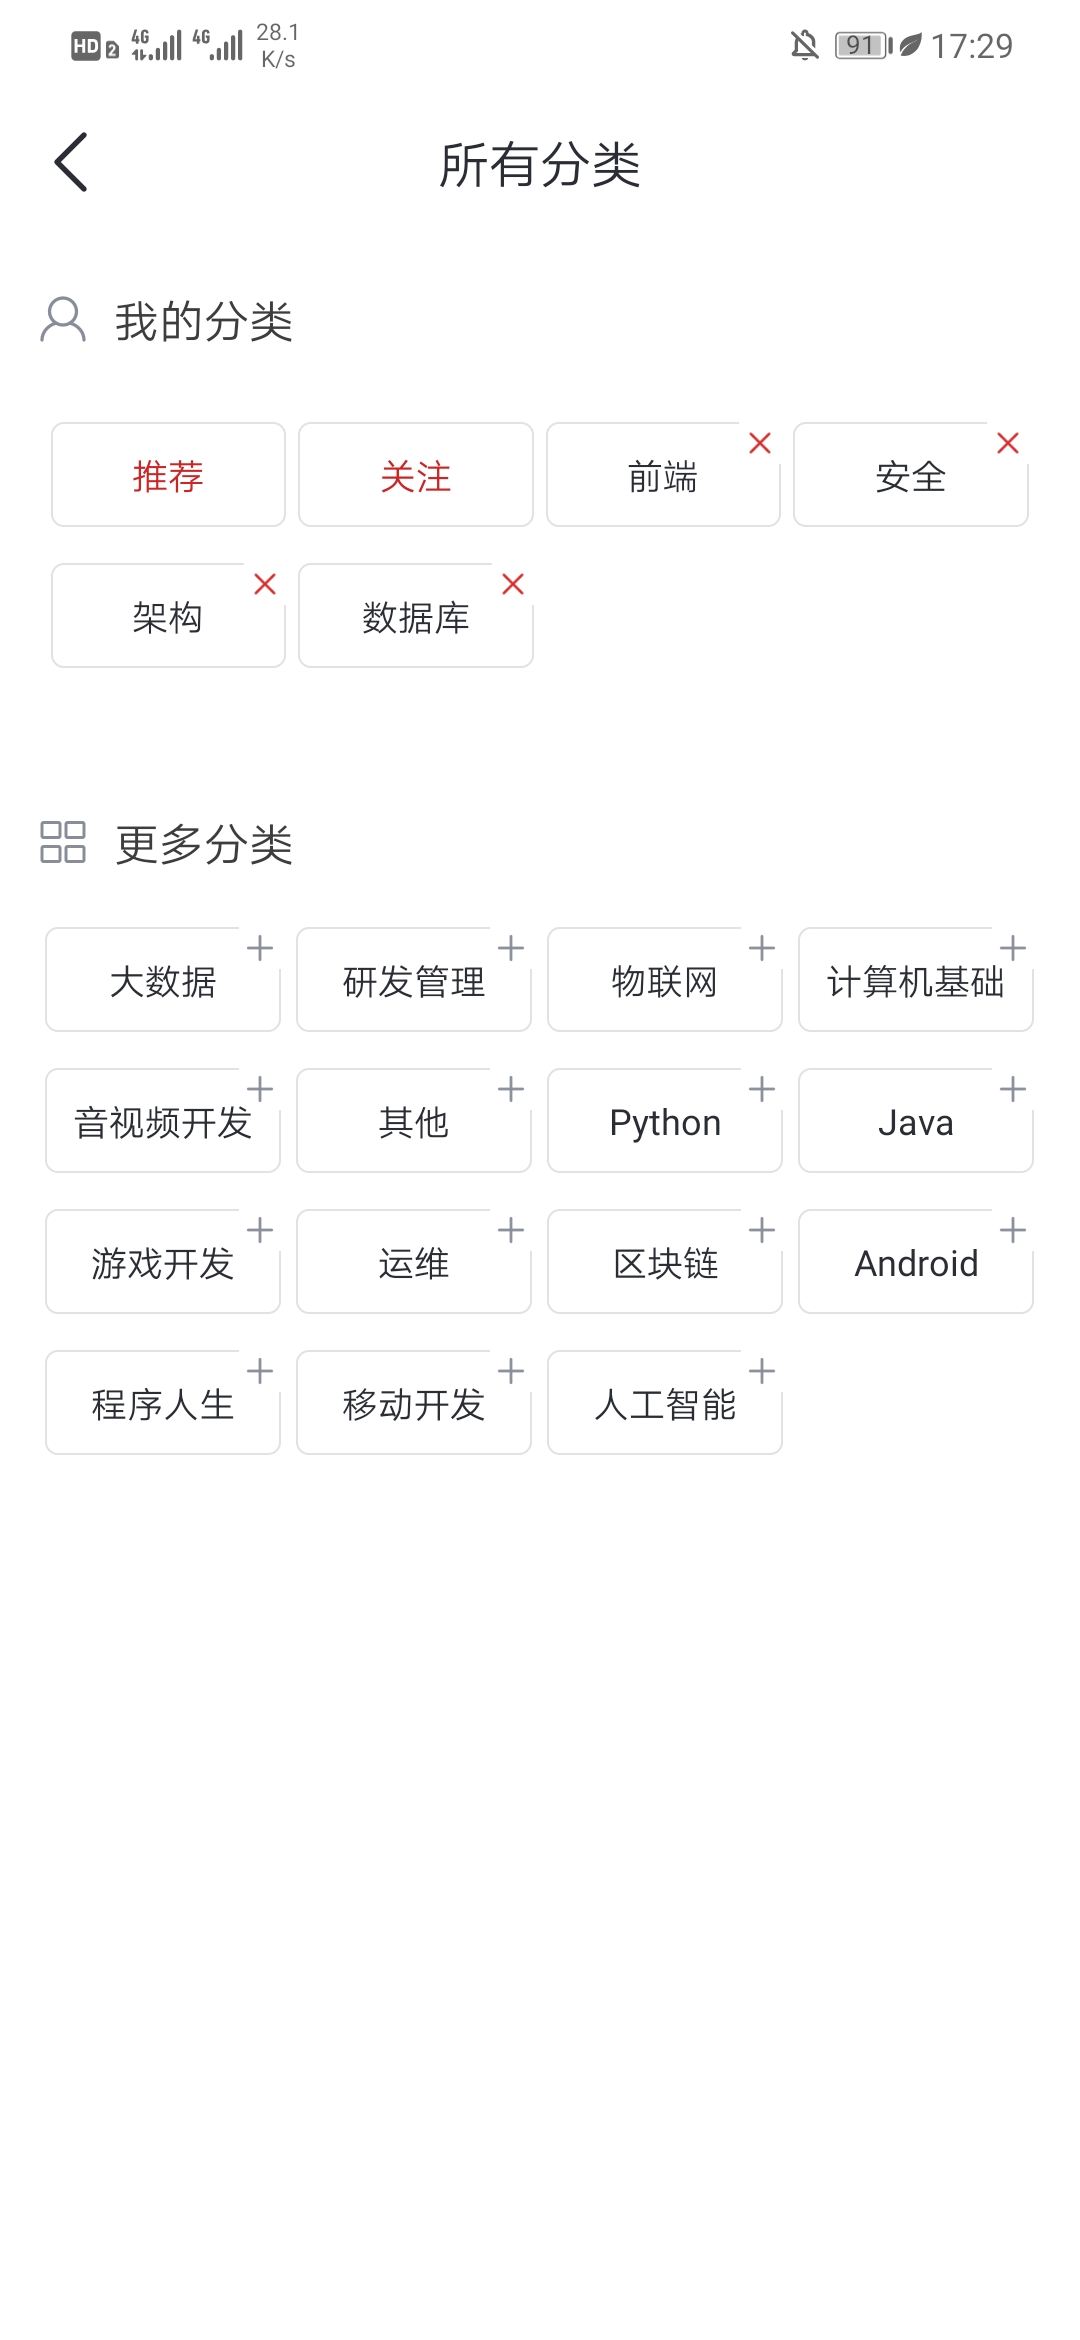 HD 2 4G 4G 28.1 K/s 91 17:29
所有分类
我的分类
推荐 关注 前端 安全
架构 数据库
更多分类
大数据 研发管理 物联网 计算机基础
音视频开发 其他 Python Java
游戏开发 运维 区块链 Android
程序人生 移动开发 人工智能